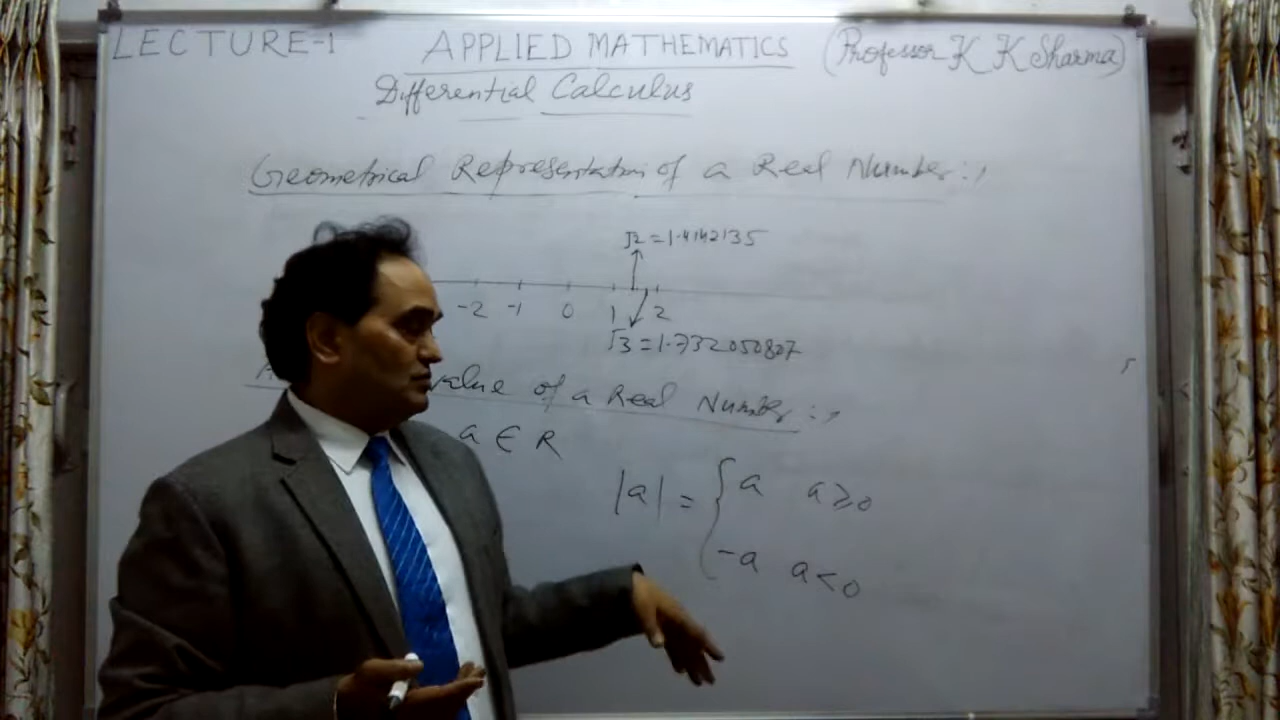 LECTURE-1 APPLIED MATHEMATICS (Professor K K Sharma)
Differential Calculus
Geometrical Representation of a Real Number:,
√2 = 1.4142135
-2 -1 0 1 2
√3 = 1.732050807
value of a Real Number:,
a ∈ R
|a| = { a a≥0
-a a<0